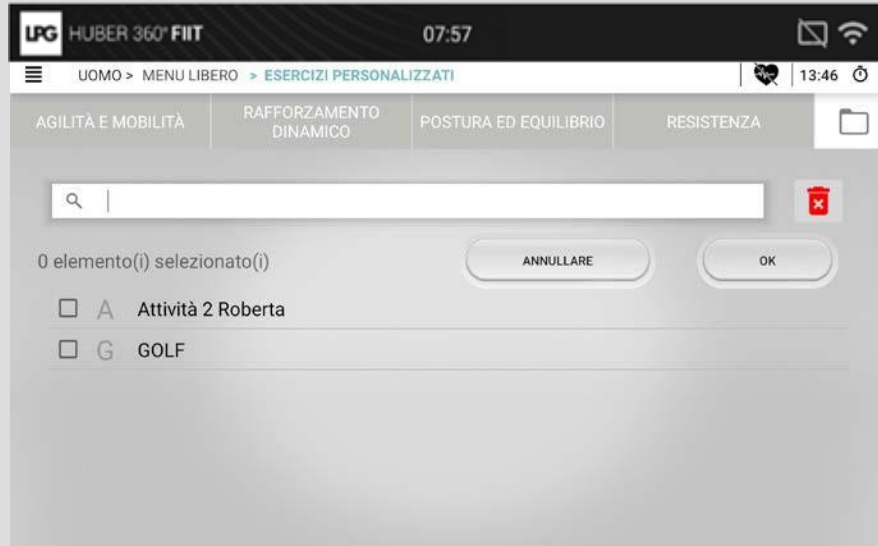 LPG HUBER 360° FIIT 07:57
UOMO > MENU LIBERO > ESERCIZI PERSONALIZZATI 13:46
AGILITÀ E MOBILITÀ
RAFFORZAMENTO
DINAMICO
POSTURA ED EQUILIBRIO
RESISTENZA
0 elemento(i) selezionato(i)
ANNULLARE
OK
A Attività 2 Roberta
G GOLF